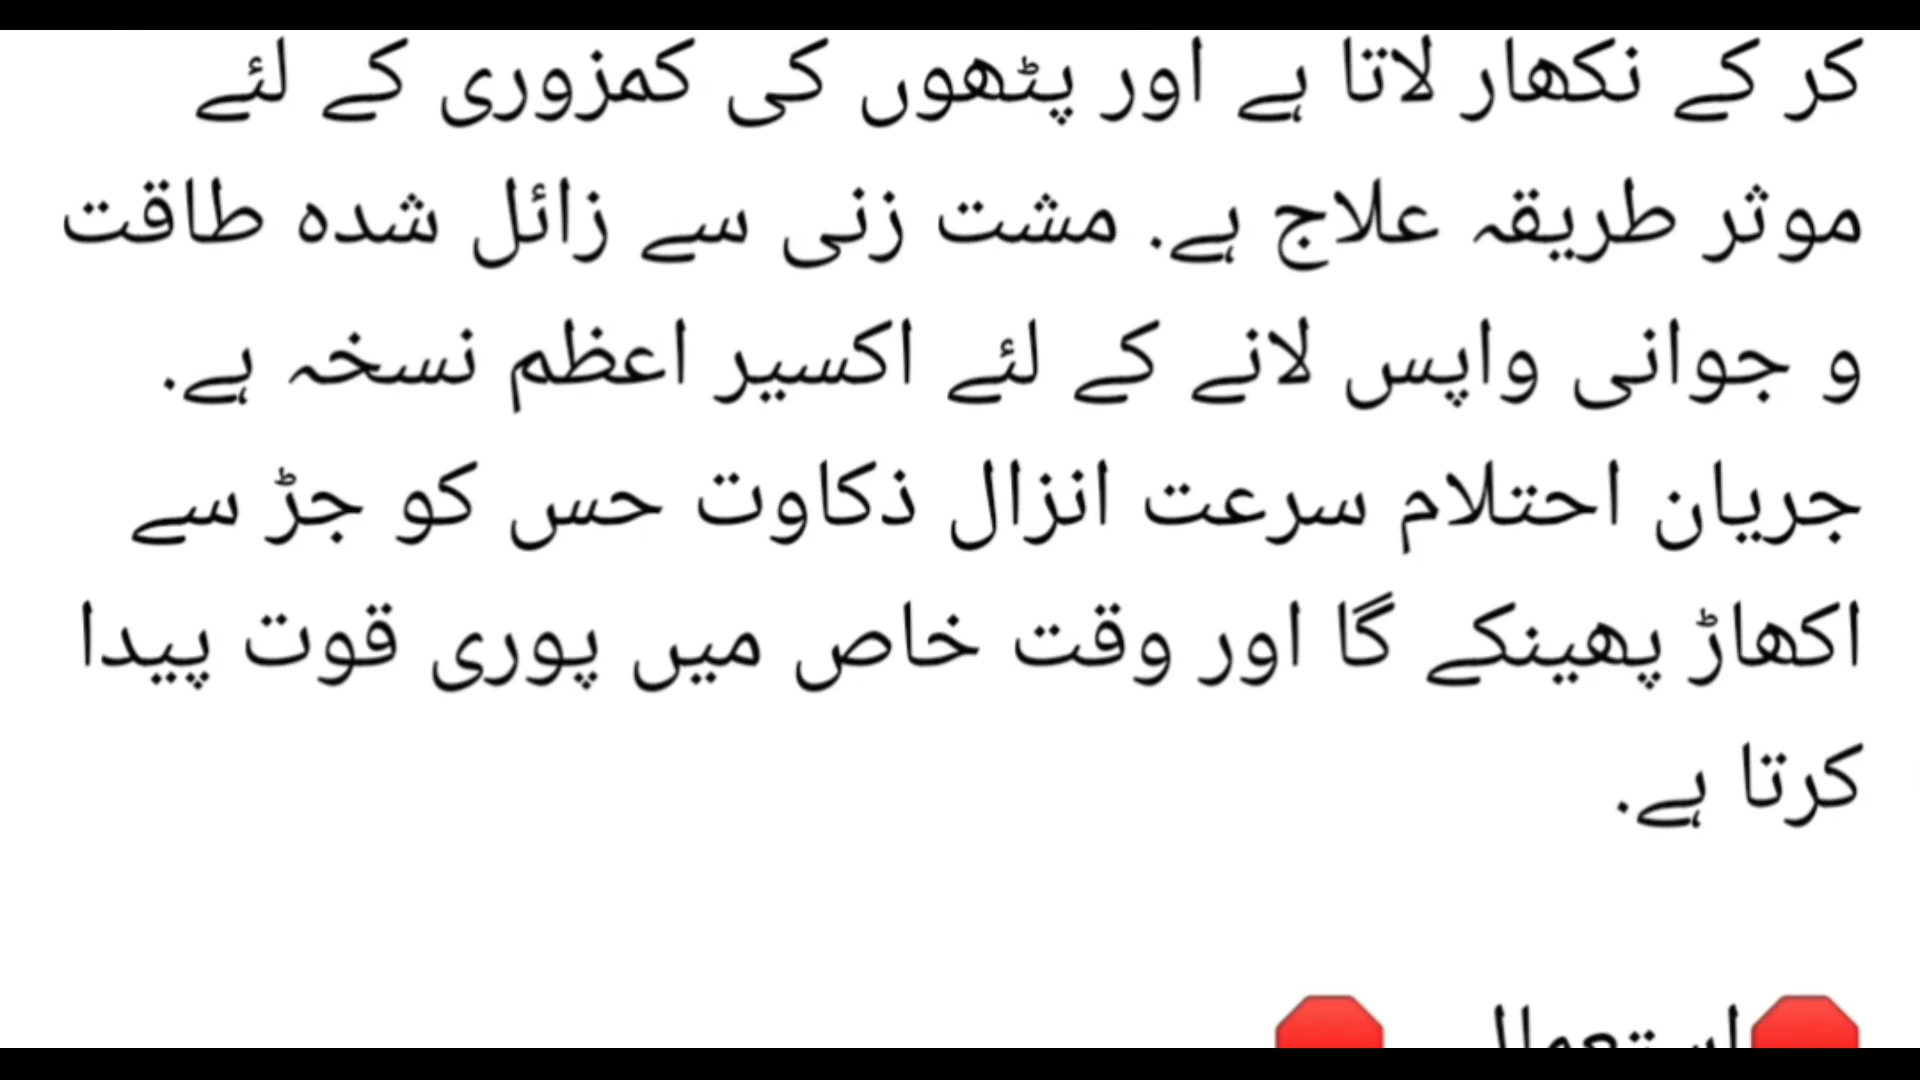 کر کے نکھار لاتا ہے اور پٹھوں کی کمزوری کے لئے
موثر طریقہ علاج ہے. مشت زنی سے زائل شدہ طاقت
و جوانی واپس لانے کے لئے اکسیر اعظم نسخہ ہے.
جریان احتلام سرعت انزال ذکاوت حس کو جڑ سے
اکھاڑ پھینکے گا اور وقت خاص میں پوری قوت پیدا
کرتا ہے.
🛑استعمال 🛑